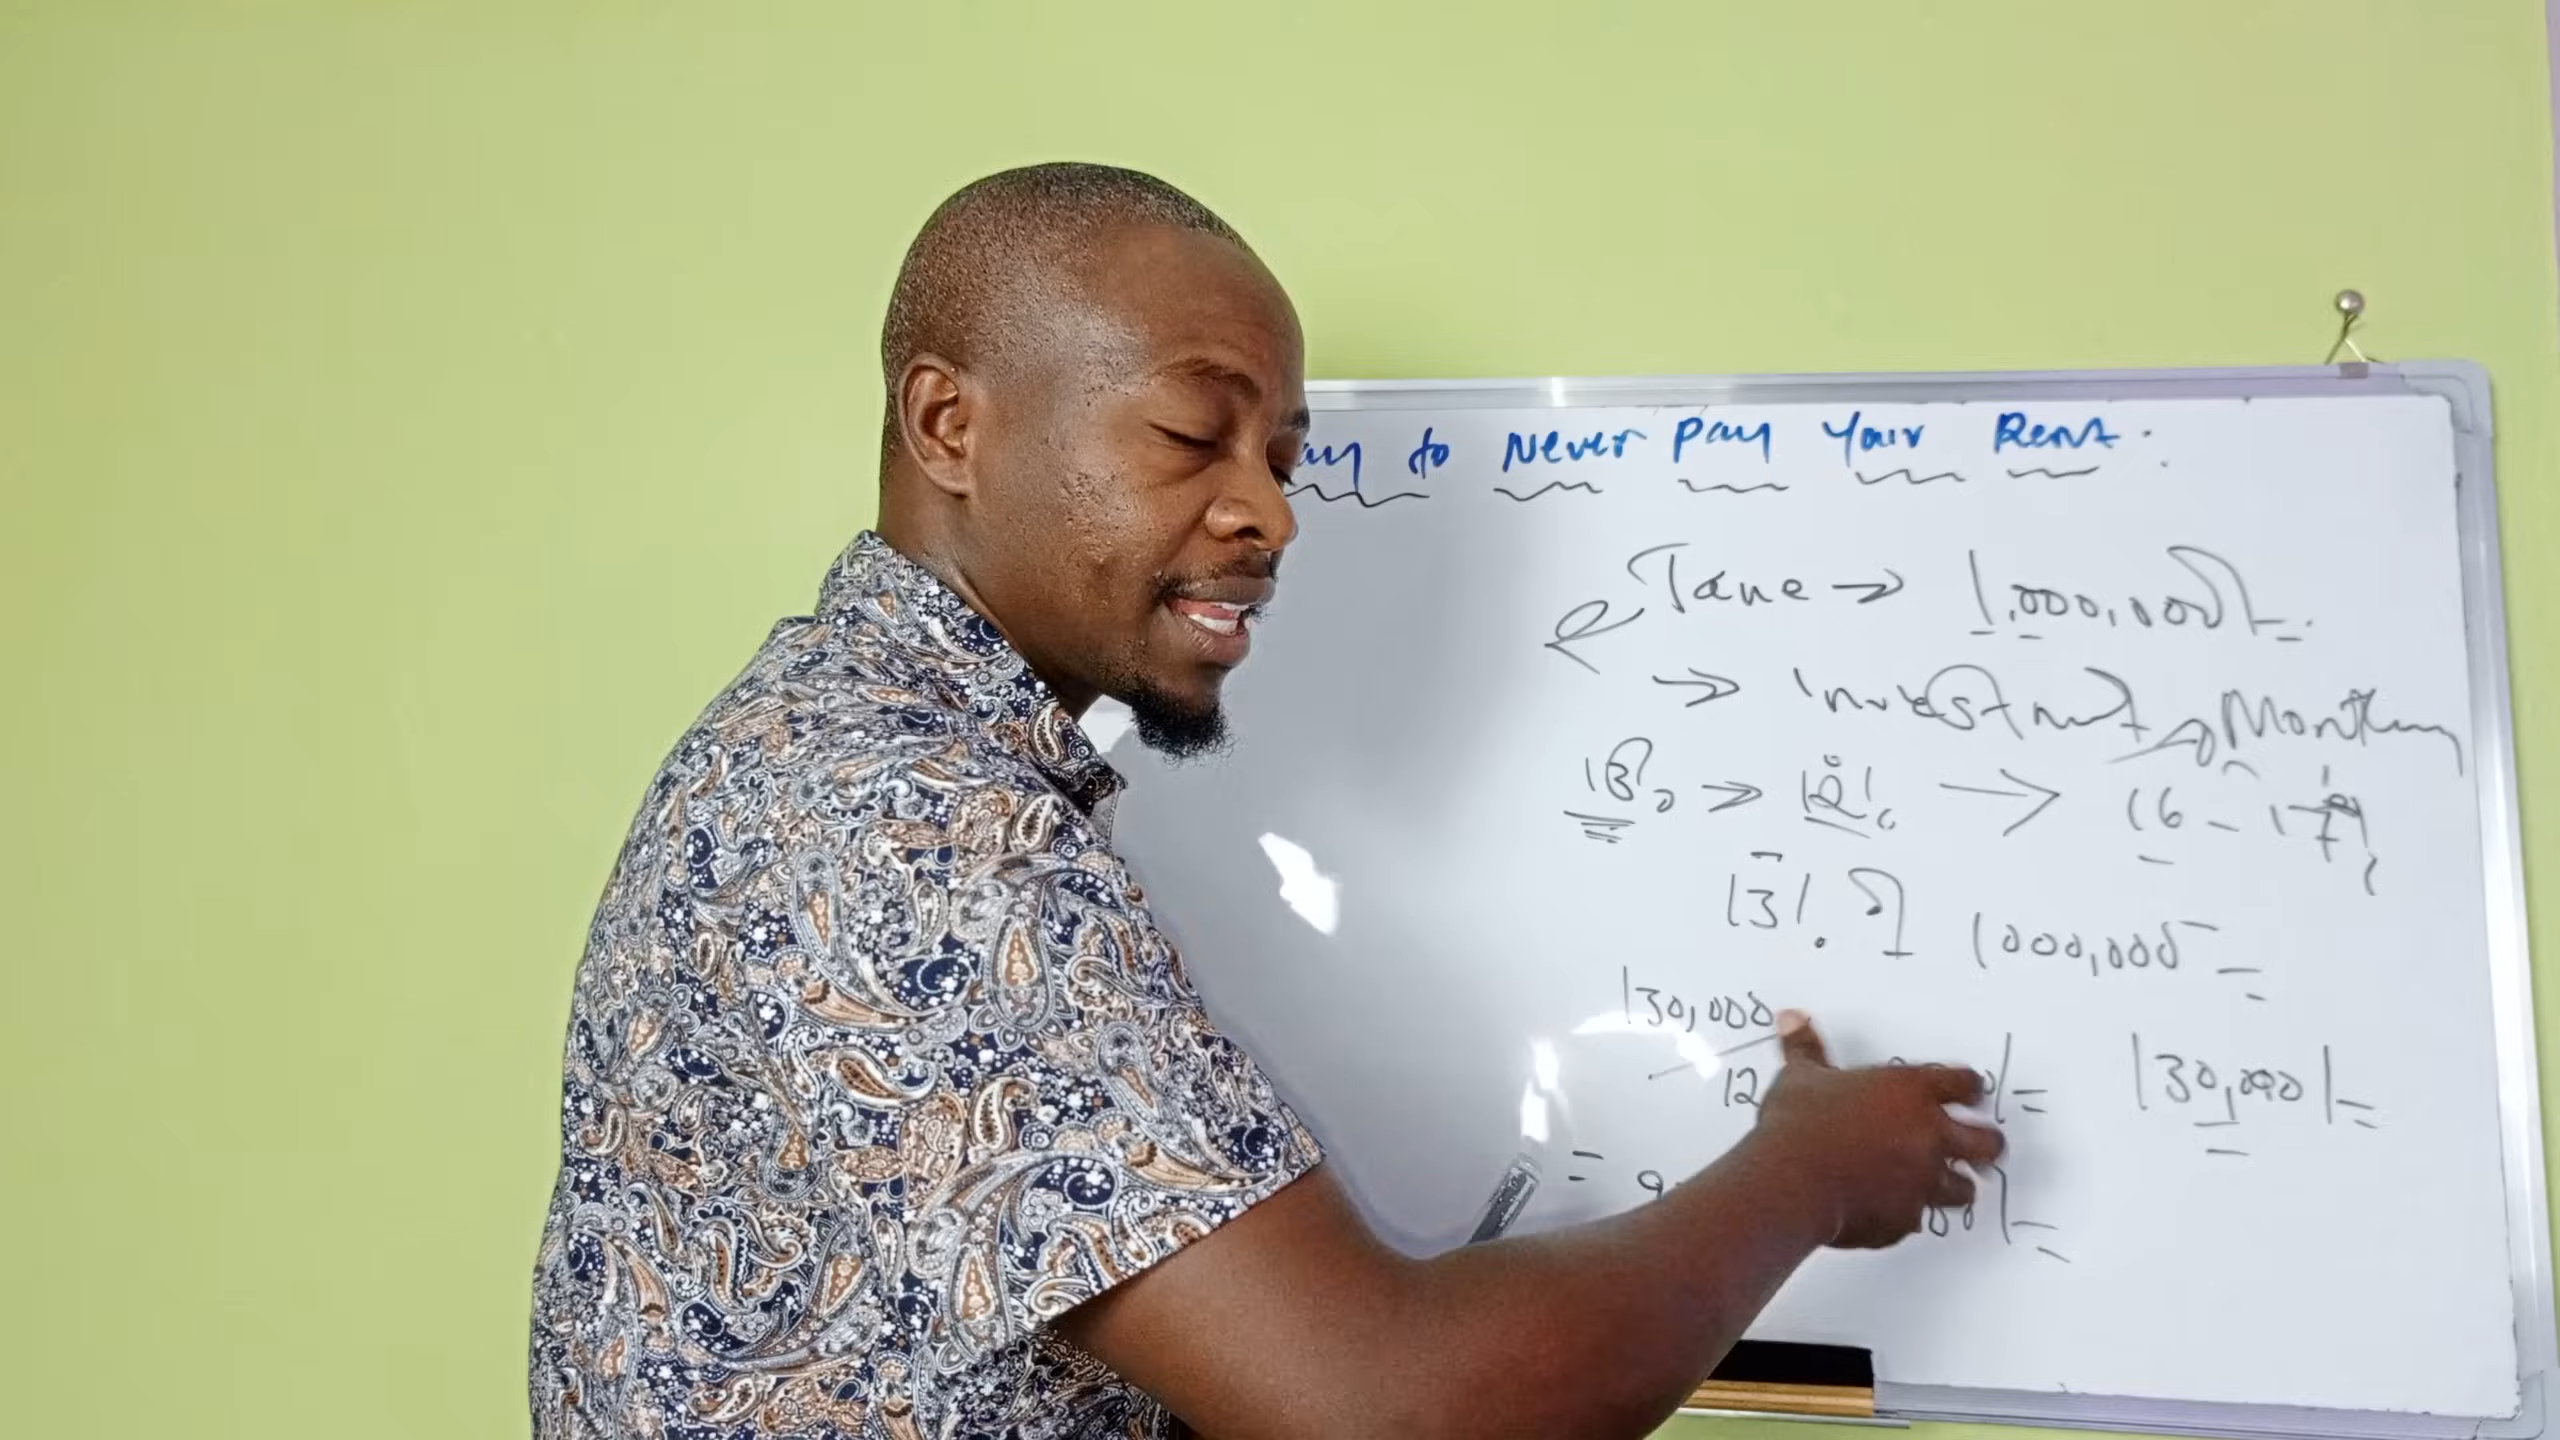 to Never Pay Your Rent.
Jane → 1,000,000/=
→ Investment → Monthly
→ 12% → 16 - 17%
13% 1000,000 =
130,000
12
130,000/=
=